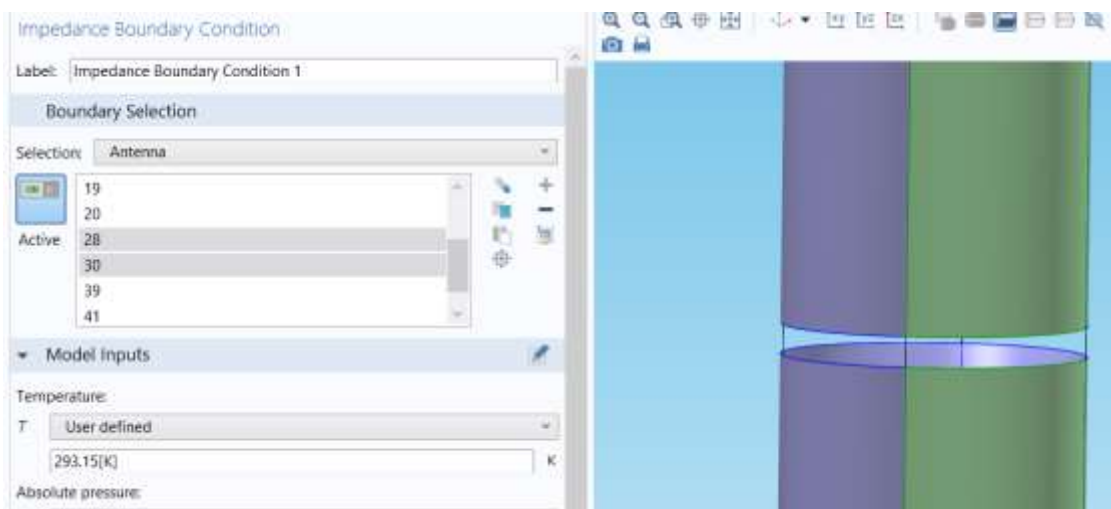 Impedance Boundary Condition
Label: Impedance Boundary Condition 1
Boundary Selection
Selection: Antenna
19
20
Active 28
30
39
41
Model Inputs
Temperature:
T User defined
293.15[K] K
Absolute pressure: